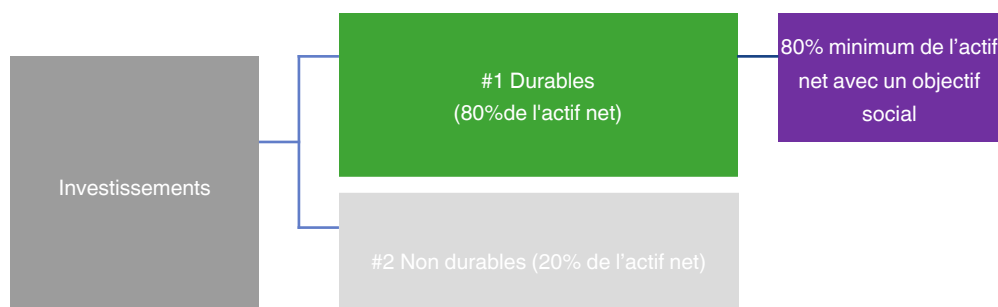 Investissements
#1 Durables
(80%de l'actif net)
80% minimum de l’actif
net avec un objectif
social
#2 Non durables (20% de l’actif net)